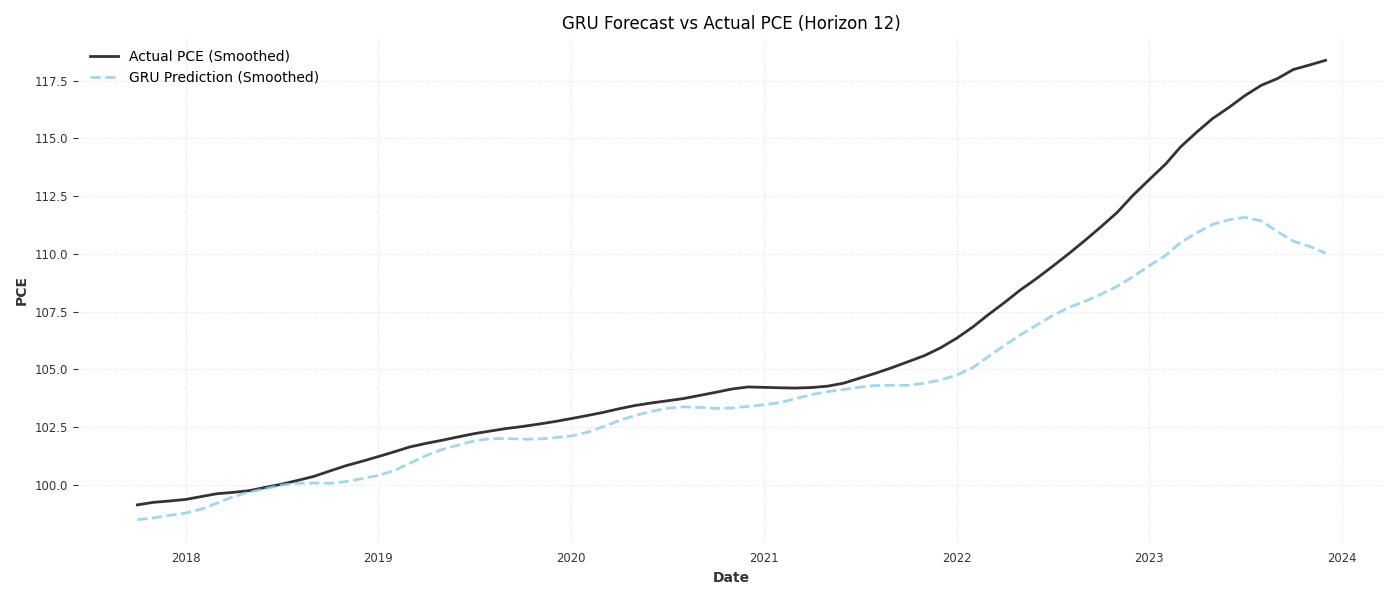 GRU Forecast vs Actual PCE (Horizon 12)
Actual PCE (Smoothed)
GRU Prediction (Smoothed)
117.5
115.0
112.5
110.0
107.5
105.0
102.5
100.0
PCE
2018 2019 2020 2021 2022 2023 2024
Date